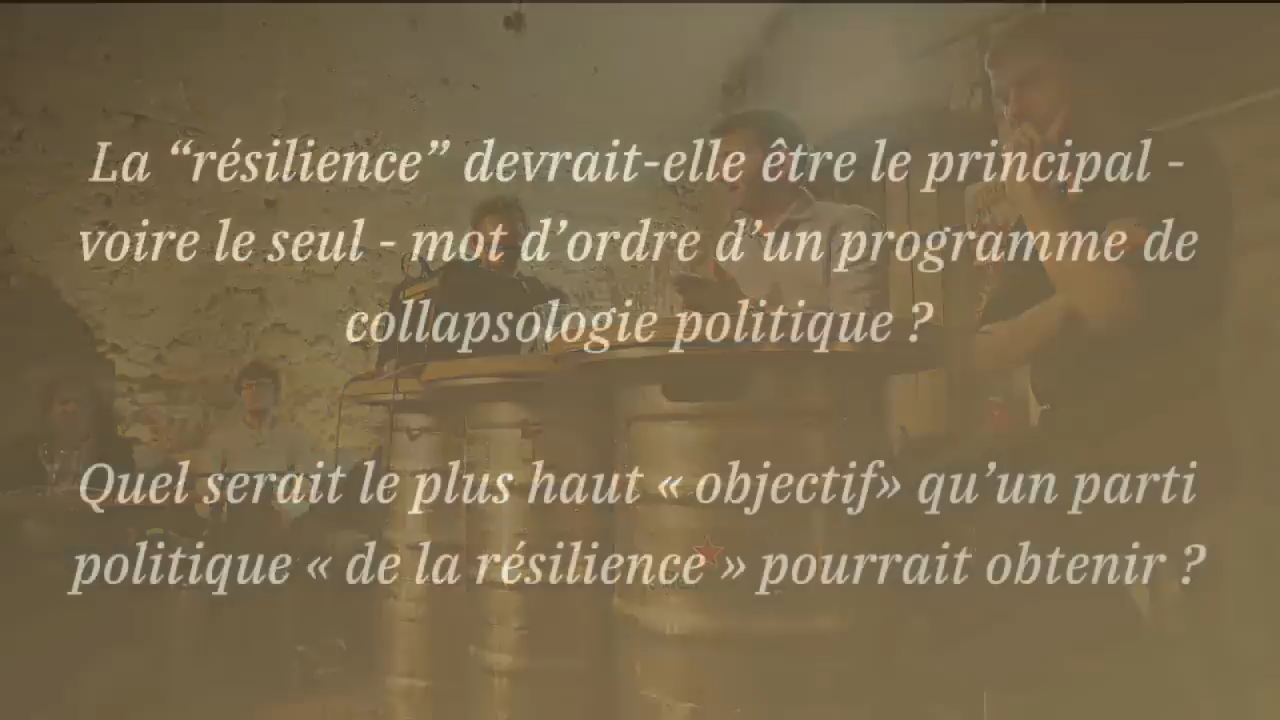 La “résilience” devrait-elle être le principal -
voire le seul - mot d’ordre d’un programme de
collapsologie politique ?
Quel serait le plus haut « objectif» qu’un parti
politique « de la résilience » pourrait obtenir ?